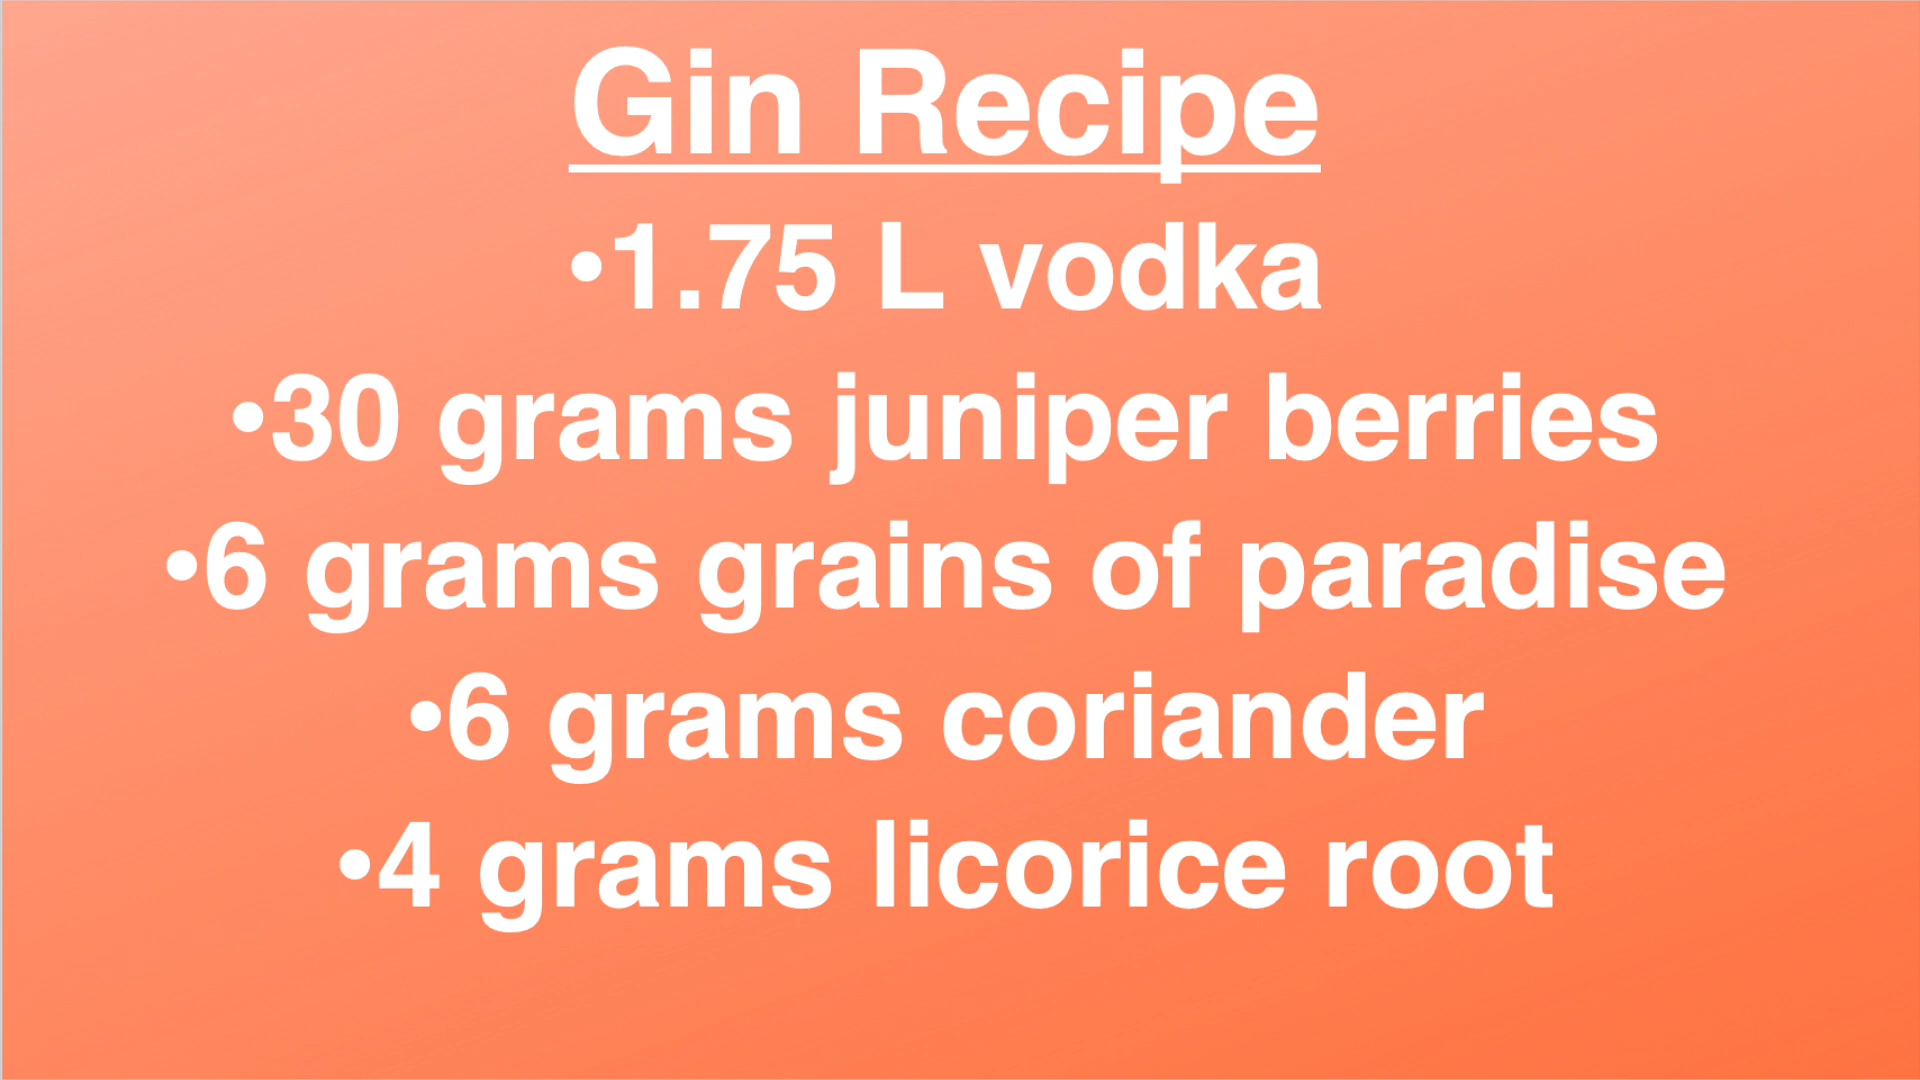 Gin Recipe
•1.75 L vodka
•30 grams juniper berries
•6 grams grains of paradise
•6 grams coriander
•4 grams licorice root